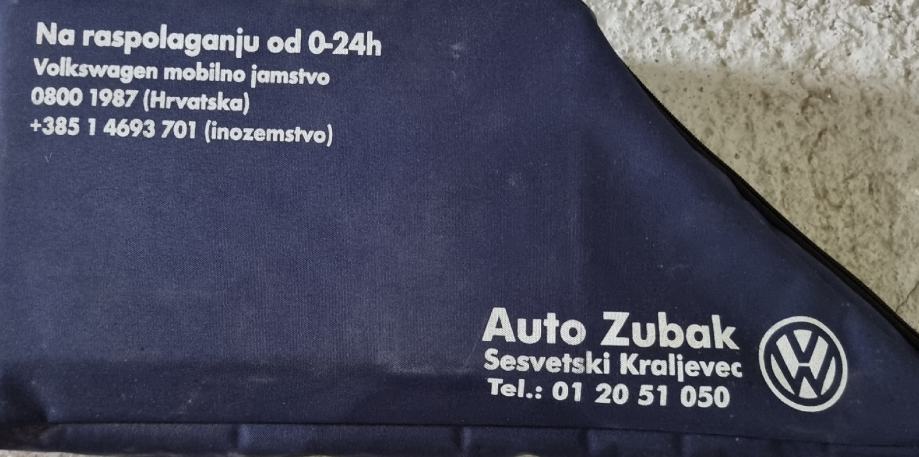 Na raspolaganju od 0-24h
Volkswagen mobilno jamstvo
0800 1987 (Hrvatska)
+385 1 4693 701 (inozemstvo)
Auto Zubak
Sesvetski Kraljevec
Tel.: 01 20 51 050